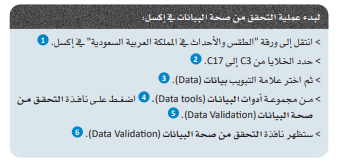 لبدء عملية التحقق من صحة البيانات في إكسل:
> انتقل إلى ورقة "الطقس والأحداث في المملكة العربية السعودية" في إكسل. 1
> حدد الخلايا من C3 إلى C17. 2
> ثم اختر علامة التبويب بيانات (Data). 3
> من مجموعة أدوات البيانات (Data tools). 4 اضغط على نافذة التحقق من
صحة البيانات (Data Validation). 5
> ستظهر نافذة التحقق من صحة البيانات (Data Validation). 6